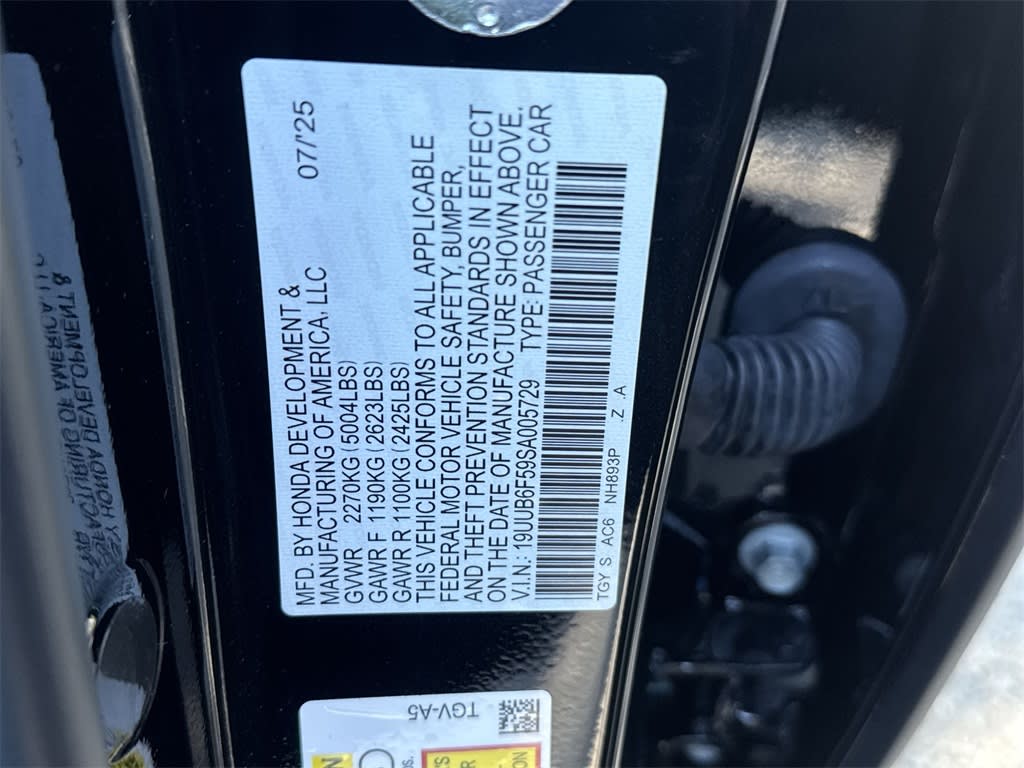 MFD. BY HONDA DEVELOPMENT &
MANUFACTURING OF AMERICA, LLC 07/'25
GVWR 2270KG (5004LBS)
GAWR F 1190KG (2623LBS)
GAWR R 1100KG (2425LBS)
THIS VEHICLE CONFORMS TO ALL APPLICABLE
FEDERAL MOTOR VEHICLE SAFETY, BUMPER,
AND THEFT PREVENTION STANDARDS IN EFFECT
ON THE DATE OF MANUFACTURE SHOWN ABOVE.
V.I.N.: 19UUB6F59SA005729 TYPE: PASSENGER CAR
TGY S AC6 NH893P .Z .A
TGV-A5